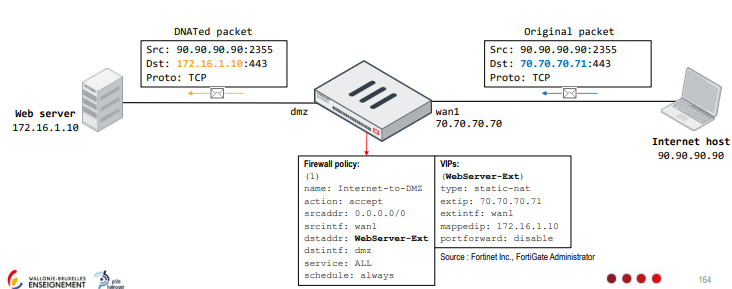 DNATed packet
Src: 90.90.90.90:2355
Dst: 172.16.1.10:443
Proto: TCP
Original packet
Src: 90.90.90.90:2355
Dst: 70.70.70.71:443
Proto: TCP
Web server
172.16.1.10
dmz
wan1
70.70.70.70
Internet host
90.90.90.90
Firewall policy:
(1)
name: Internet-to-DMZ
action: accept
srcaddr: 0.0.0.0/0
srcintf: wan1
dstaddr: WebServer-Ext
dstintf: dmz
service: ALL
schedule: always
VIPs:
(WebServer-Ext)
type: static-nat
extip: 70.70.70.71
extintf: wan1
mappedip: 172.16.1.10
portforward: disable
Source : Fortinet Inc., FortiGate Administrator
WALLONIE-BRUXELLES
ENSEIGNEMENT
pôle
hainuyer
164